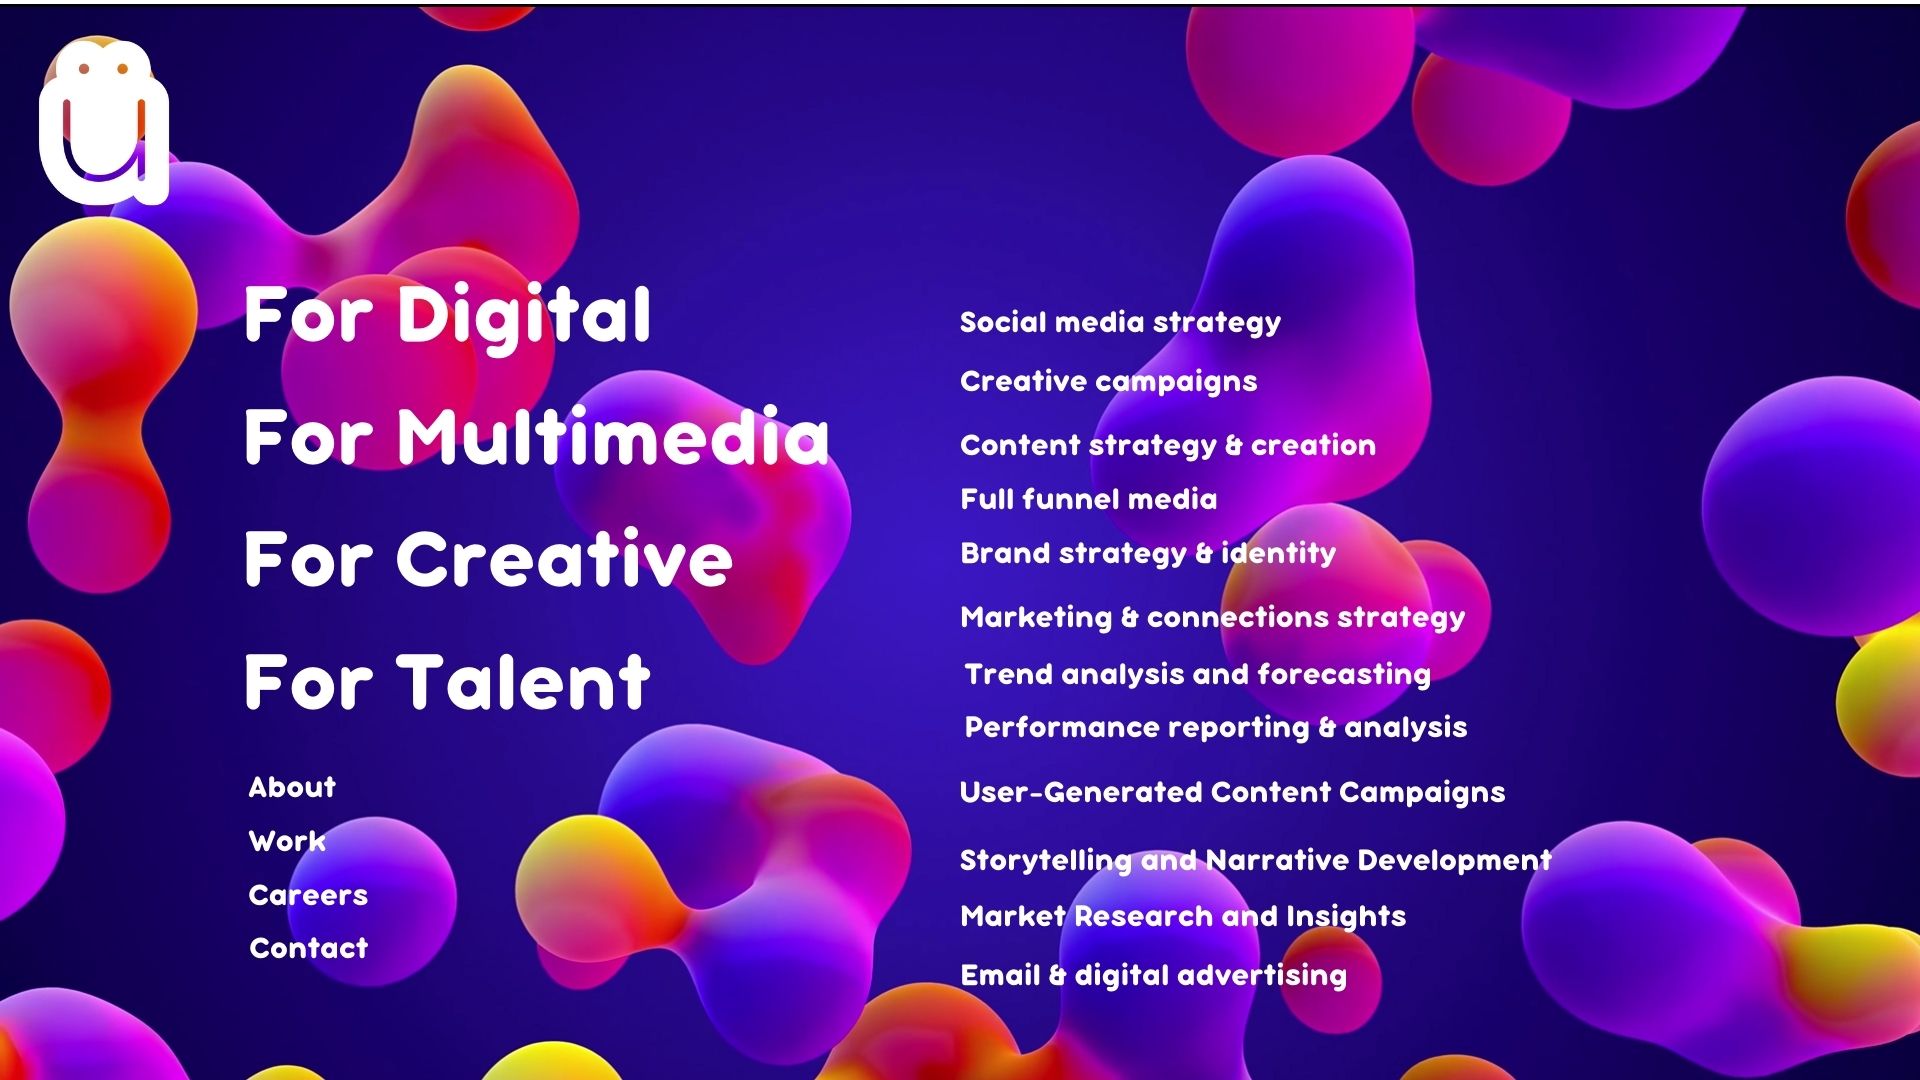 For Digital
For Multimedia
For Creative
For Talent
About
Work
Careers
Contact
Social media strategy
Creative campaigns
Content strategy & creation
Full funnel media
Brand strategy & identity
Marketing & connections strategy
Trend analysis and forecasting
Performance reporting & analysis
User-Generated Content Campaigns
Storytelling and Narrative Development
Market Research and Insights
Email & digital advertising